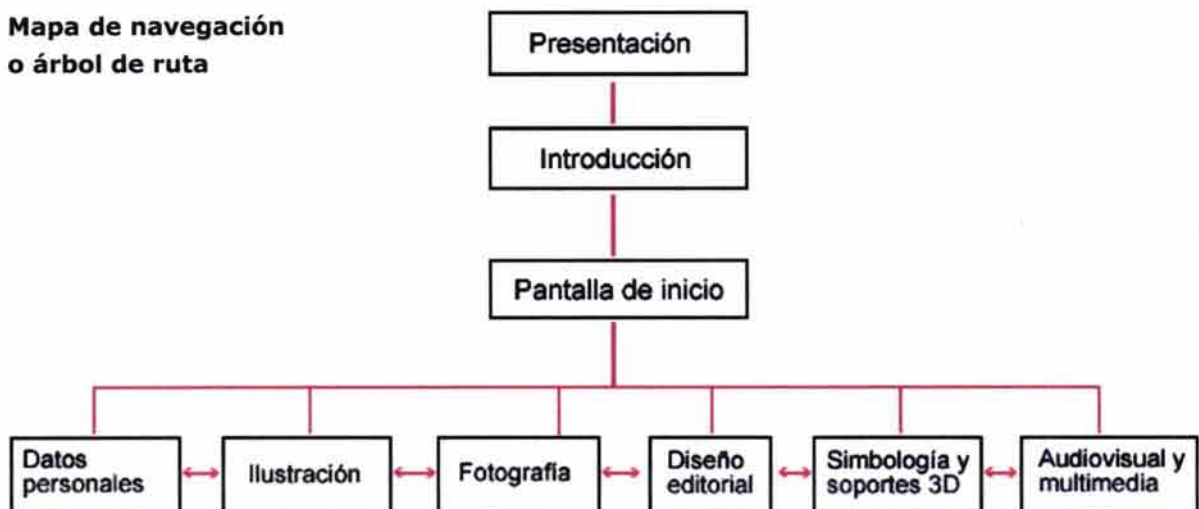 Mapa de navegación
o árbol de ruta
Presentación
Introducción
Pantalla de inicio
Datos
personales
Ilustración
Fotografía
Diseño
editorial
Simbología y
soportes 3D
Audiovisual y
multimedia